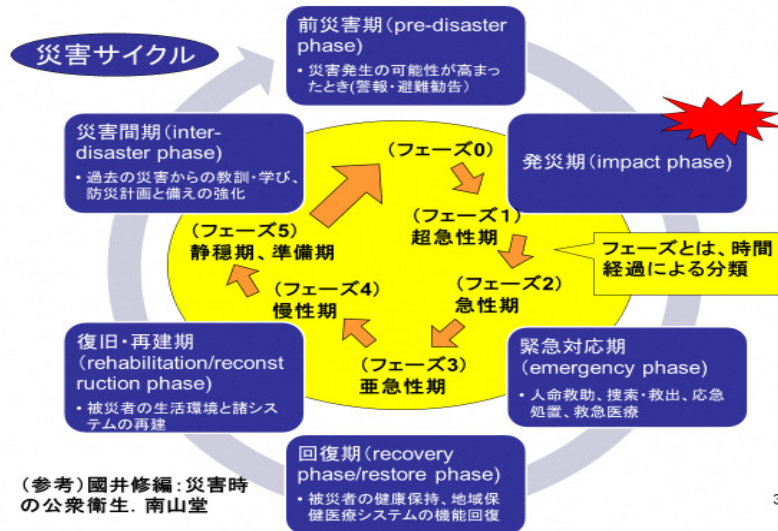 災害サイクル
前災害期(pre-disaster
phase)
・災害発生の可能性が高まっ
たとき(警報・避難勧告)
災害間期(inter-
disaster phase)
・過去の災害からの教訓・学び、
防災計画と備えの強化
発災期(impact phase)
(フェーズ0)
(フェーズ1)
超急性期
(フェーズ5)
静穏期、準備期
フェーズとは、時間
経過による分類
(フェーズ2)
急性期
(フェーズ4)
慢性期
(フェーズ3)
亜急性期
復旧・再建期
(rehabilitation/reconst
ruction phase)
・被災者の生活環境と諸シス
テムの再建
緊急対応期
(emergency phase)
・人命救助、捜索・救出、応急
処置、救急医療
回復期(recovery
phase/restore phase)
・被災者の健康保持、地域保
健医療システムの機能回復
(参考)國井修編:災害時
の公衆衛生. 南山堂
3